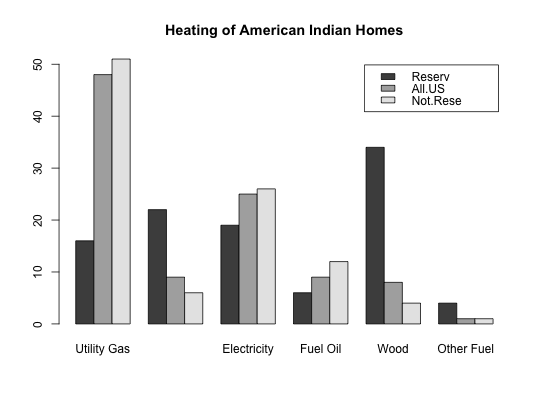 Heating of American Indian Homes
50
40
30
20
10
0
Reserv
All.US
Not.Rese
Utility Gas Electricity Fuel Oil Wood Other Fuel